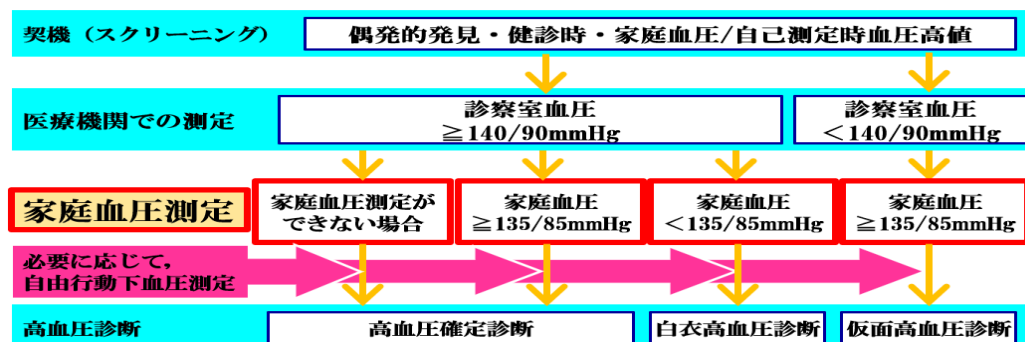 契機（スクリーニング）
偶発的発見・健診時・家庭血圧/自己測定時血圧高値
医療機関での測定
診察室血圧
≧140/90mmHg
診察室血圧
＜140/90mmHg
家庭血圧測定
家庭血圧測定が
できない場合
家庭血圧
≧135/85mmHg
家庭血圧
＜135/85mmHg
家庭血圧
≧135/85mmHg
必要に応じて,
自由行動下血圧測定
高血圧診断
高血圧確定診断
白衣高血圧診断
仮面高血圧診断